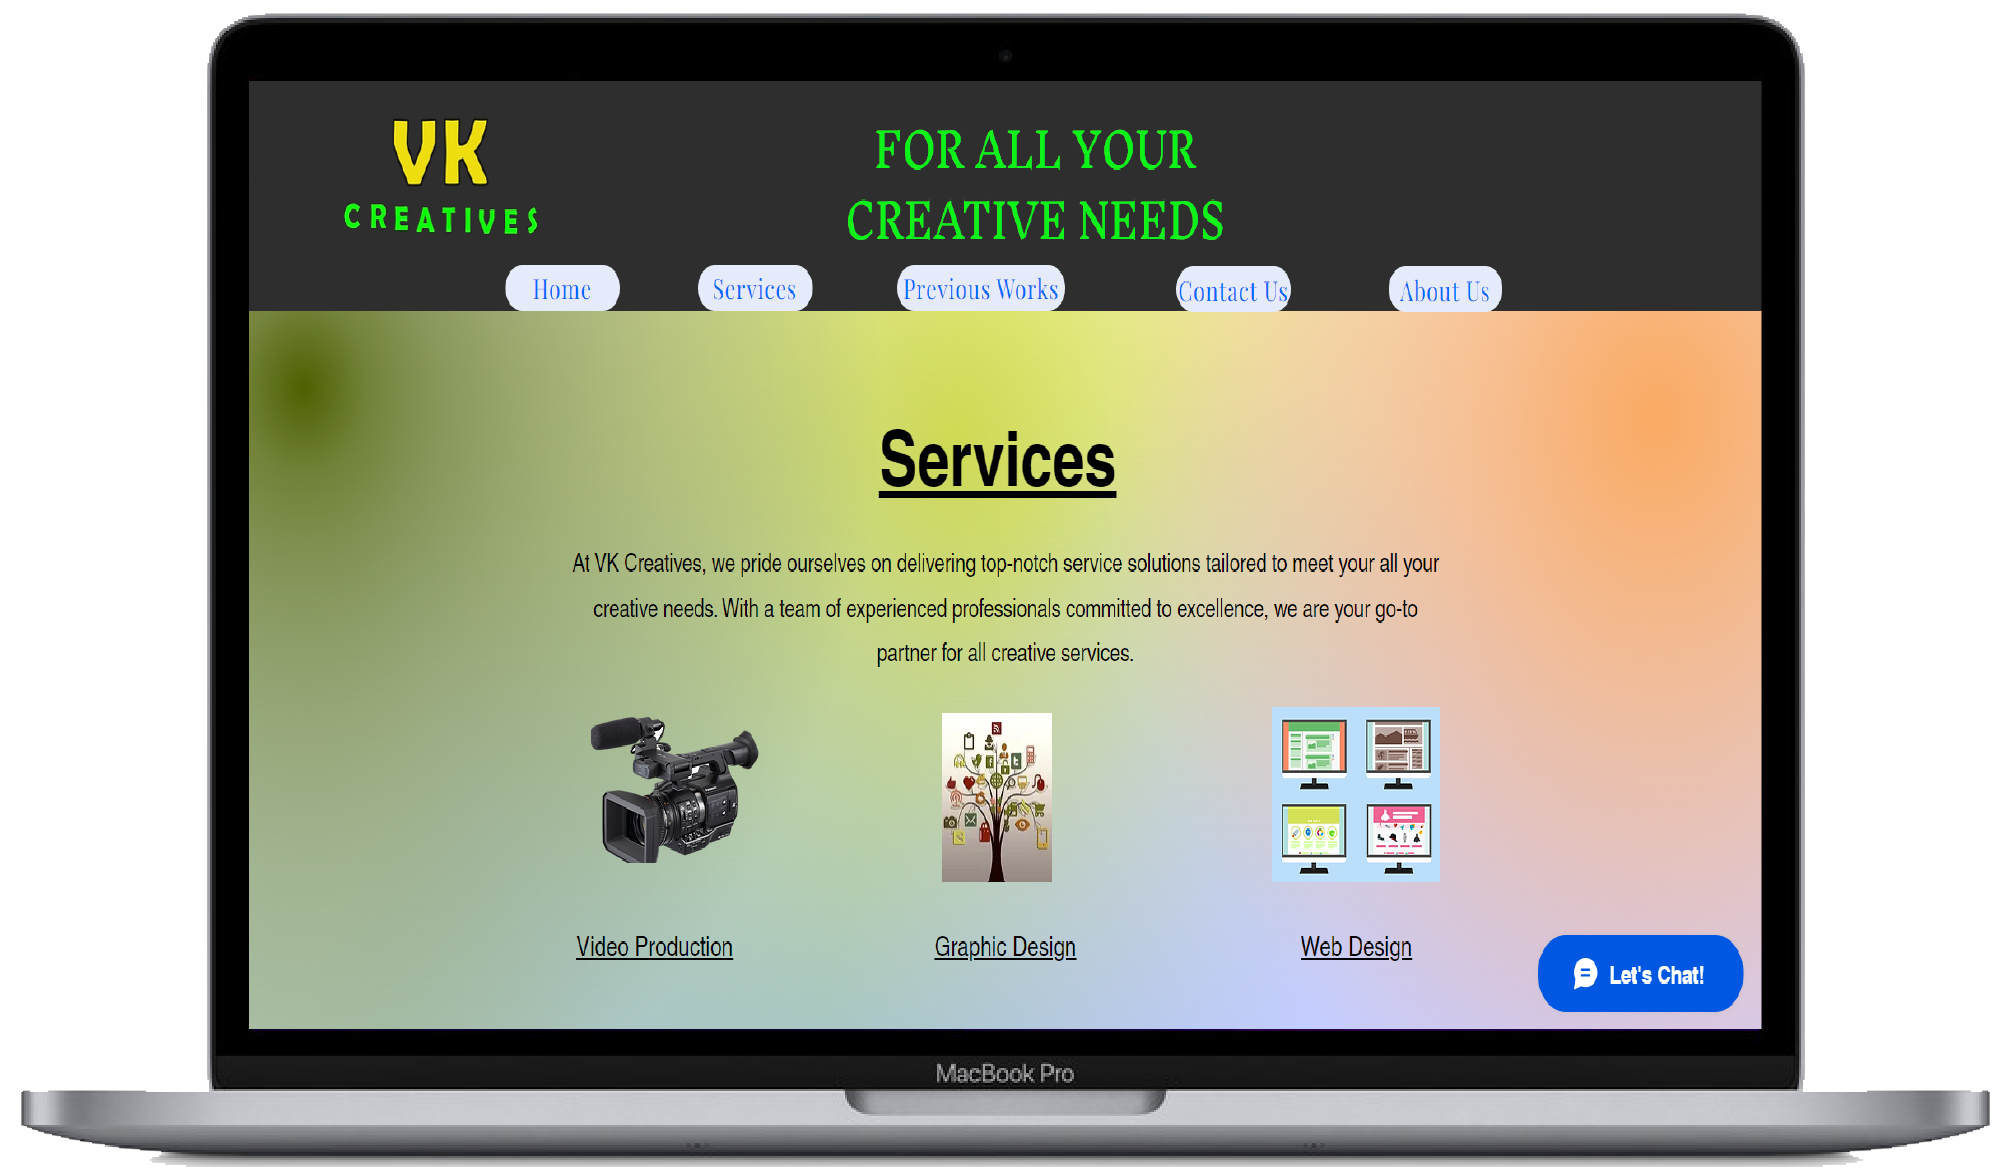 VK
CREATIVES
FOR ALL YOUR
CREATIVE NEEDS
Home
Services
Previous Works
Contact Us
About Us
Services
At VK Creatives, we pride ourselves on delivering top-notch service solutions tailored to meet your all your
creative needs. With a team of experienced professionals committed to excellence, we are your go-to
partner for all creative services.
Video Production
Graphic Design
Web Design
Let's Chat!
MacBook Pro